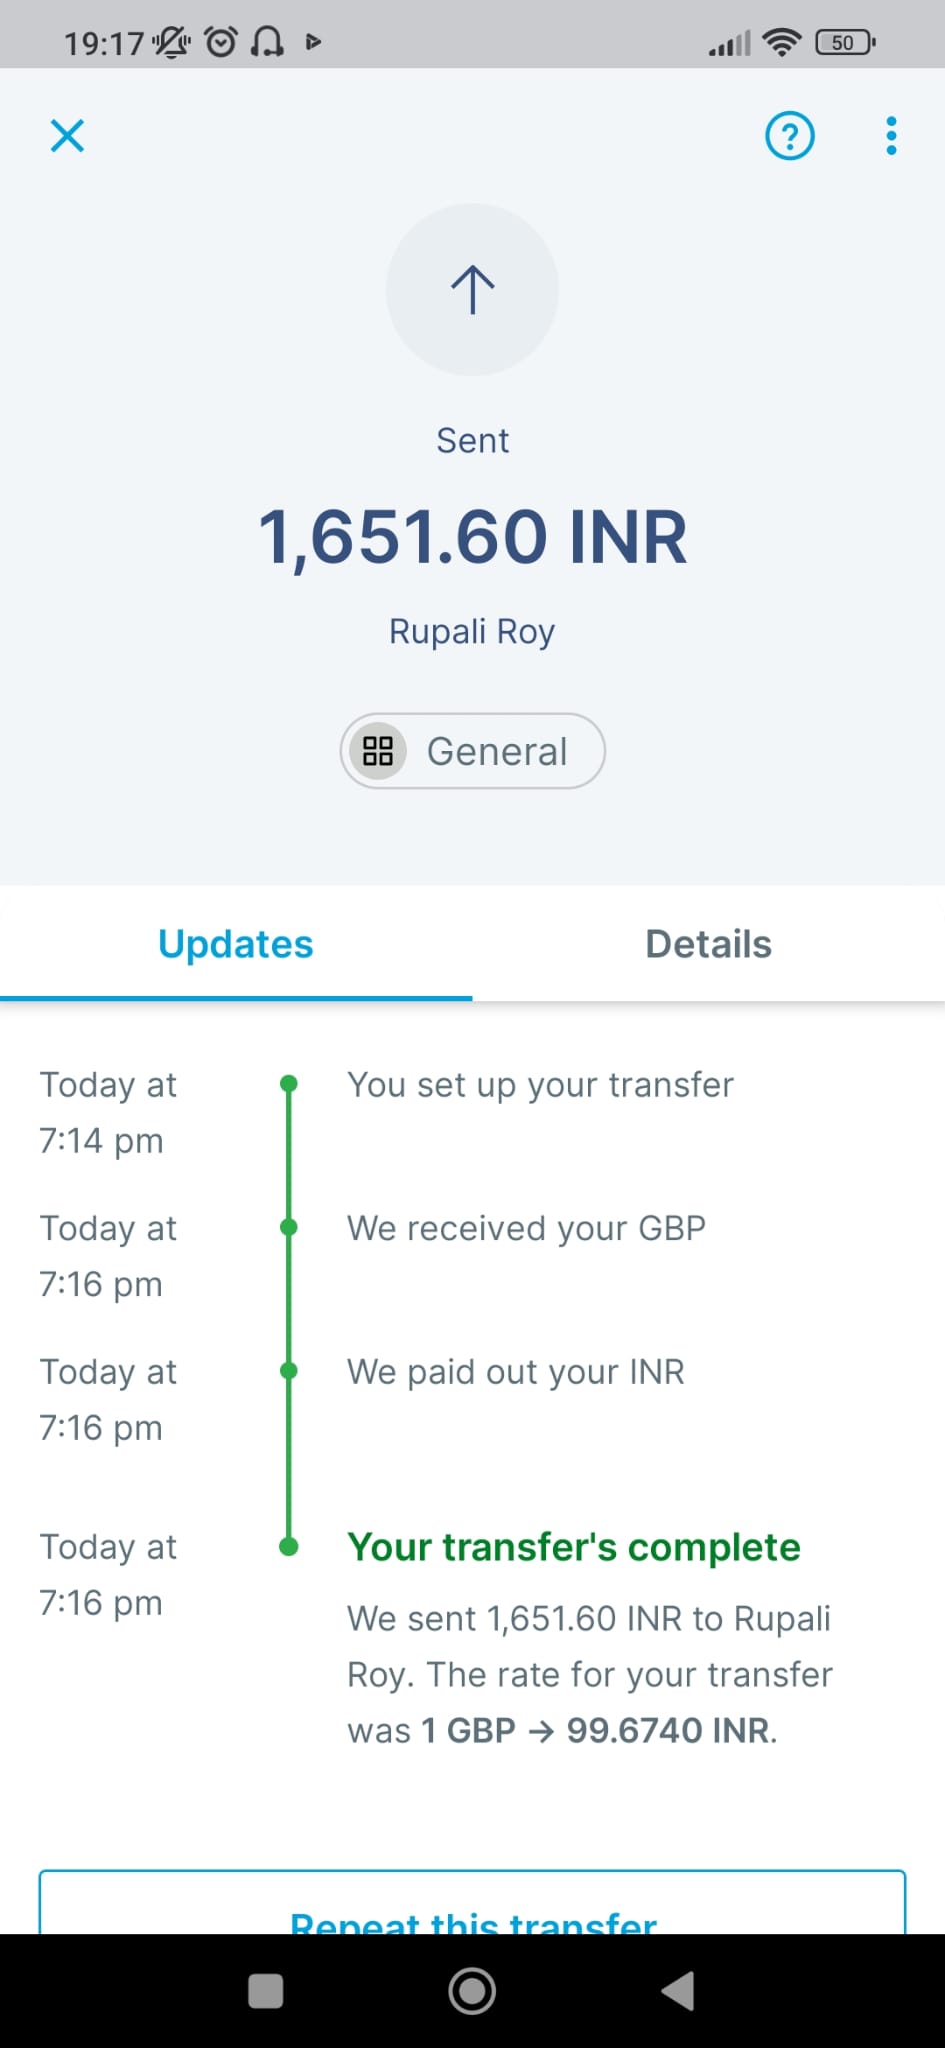 19:17
50
?
Sent
1,651.60 INR
Rupali Roy
General
Updates
Details
Today at
7:14 pm
You set up your transfer
Today at
7:16 pm
We received your GBP
Today at
7:16 pm
We paid out your INR
Today at
7:16 pm
Your transfer's complete
We sent 1,651.60 INR to Rupali
Roy. The rate for your transfer
was 1 GBP → 99.6740 INR.
Repeat this transfer